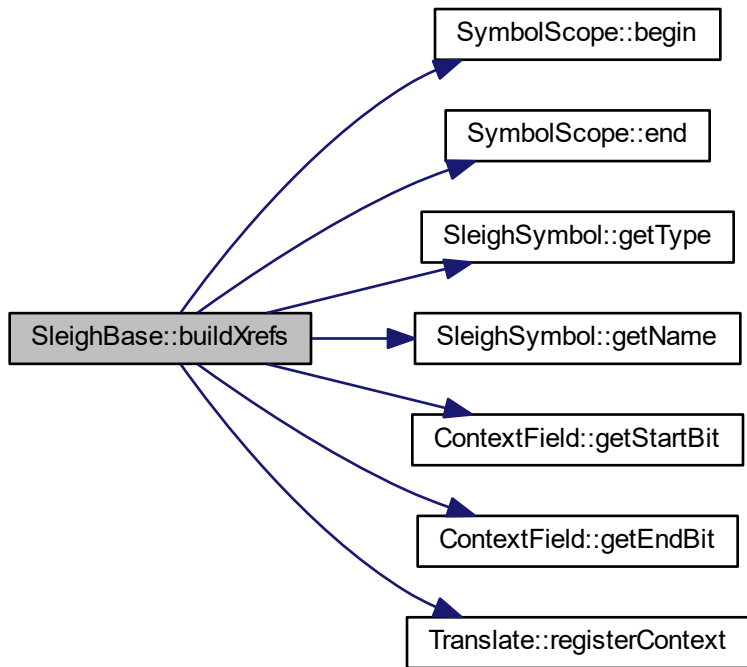 SymbolScope::begin
SymbolScope::end
SleighSymbol::getType
SleighBase::buildXrefs
SleighSymbol::getName
ContextField::getStartBit
ContextField::getEndBit
Translate::registerContext